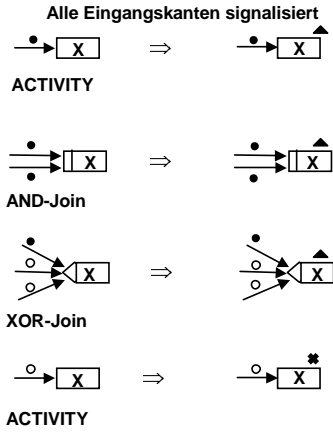 Alle Eingangskanten signalisiert
X ⇒ X
ACTIVITY
X ⇒ X
AND-Join
X ⇒ X
XOR-Join
X ⇒ X
ACTIVITY